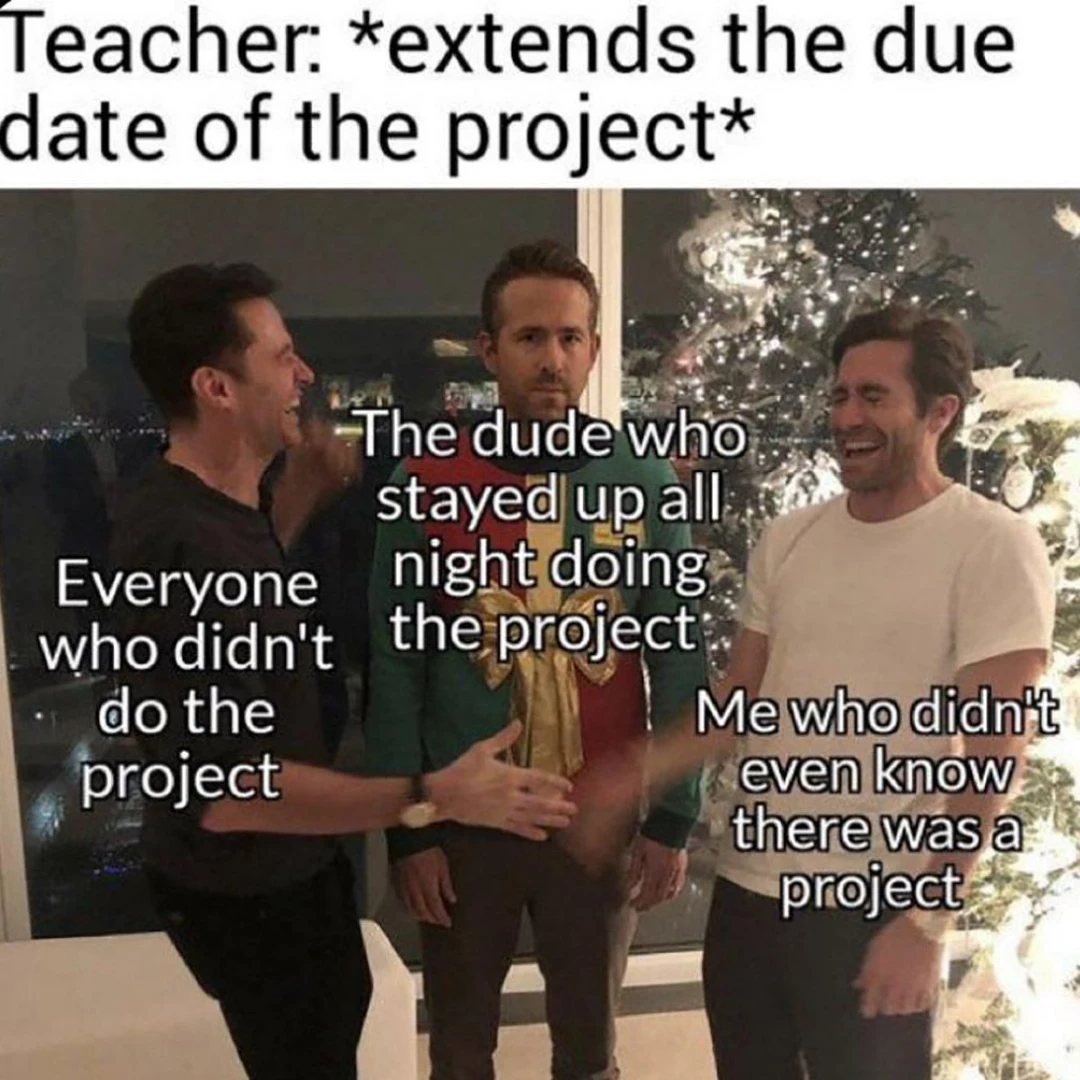 Teacher: *extends the due
date of the project*
The dude who
stayed up all
night doing
the project
Everyone
who didn't
do the
project
Me who didn't
even know
there was a
project